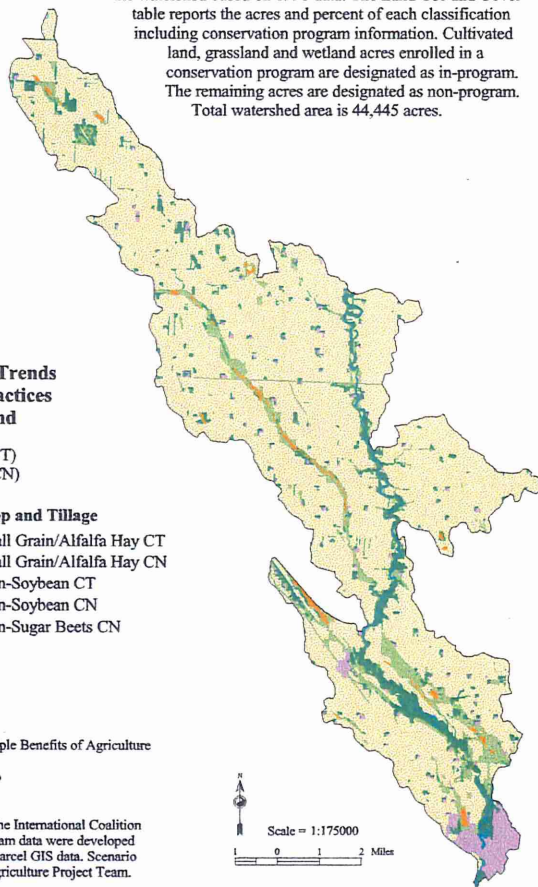 table reports the acres and percent of each classification
including conservation program information. Cultivated
land, grassland and wetland acres enrolled in a
conservation program are designated as in-program.
The remaining acres are designated as non-program.
Total watershed area is 44,445 acres.
Trends
actices
nd
T)
CN)
op and Tillage
all Grain/Alfalfa Hay CT
all Grain/Alfalfa Hay CN
n-Soybean CT
n-Soybean CN
n-Sugar Beets CN
ple Benefits of Agriculture
he International Coalition
am data were developed
arcel GIS data. Scenario
griculture Project Team.
N
Scale = 1:175000
1 0 1 2 Miles